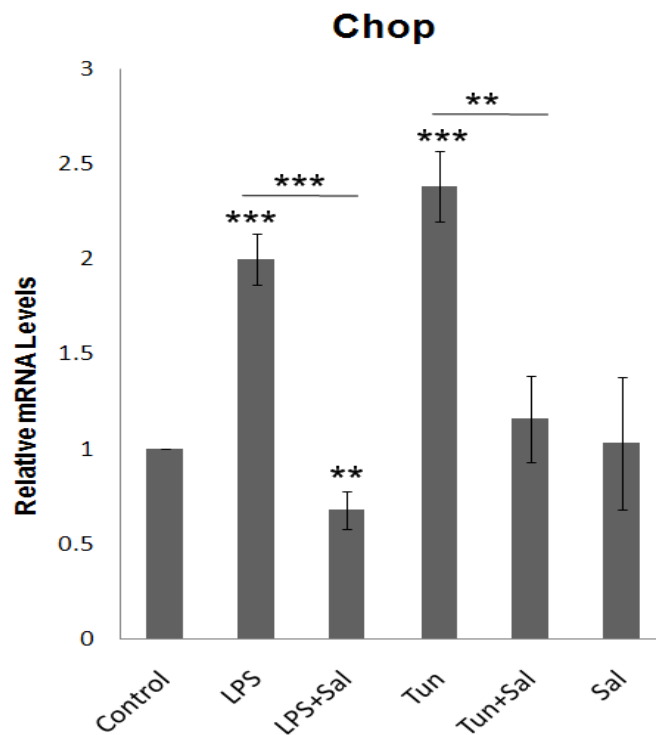 Chop
Relative mRNA Levels
3
2.5
2
1.5
1
0.5
0
**
***
***
***
**
Control
LPS
LPS+Sal
Tun
Tun+Sal
Sal